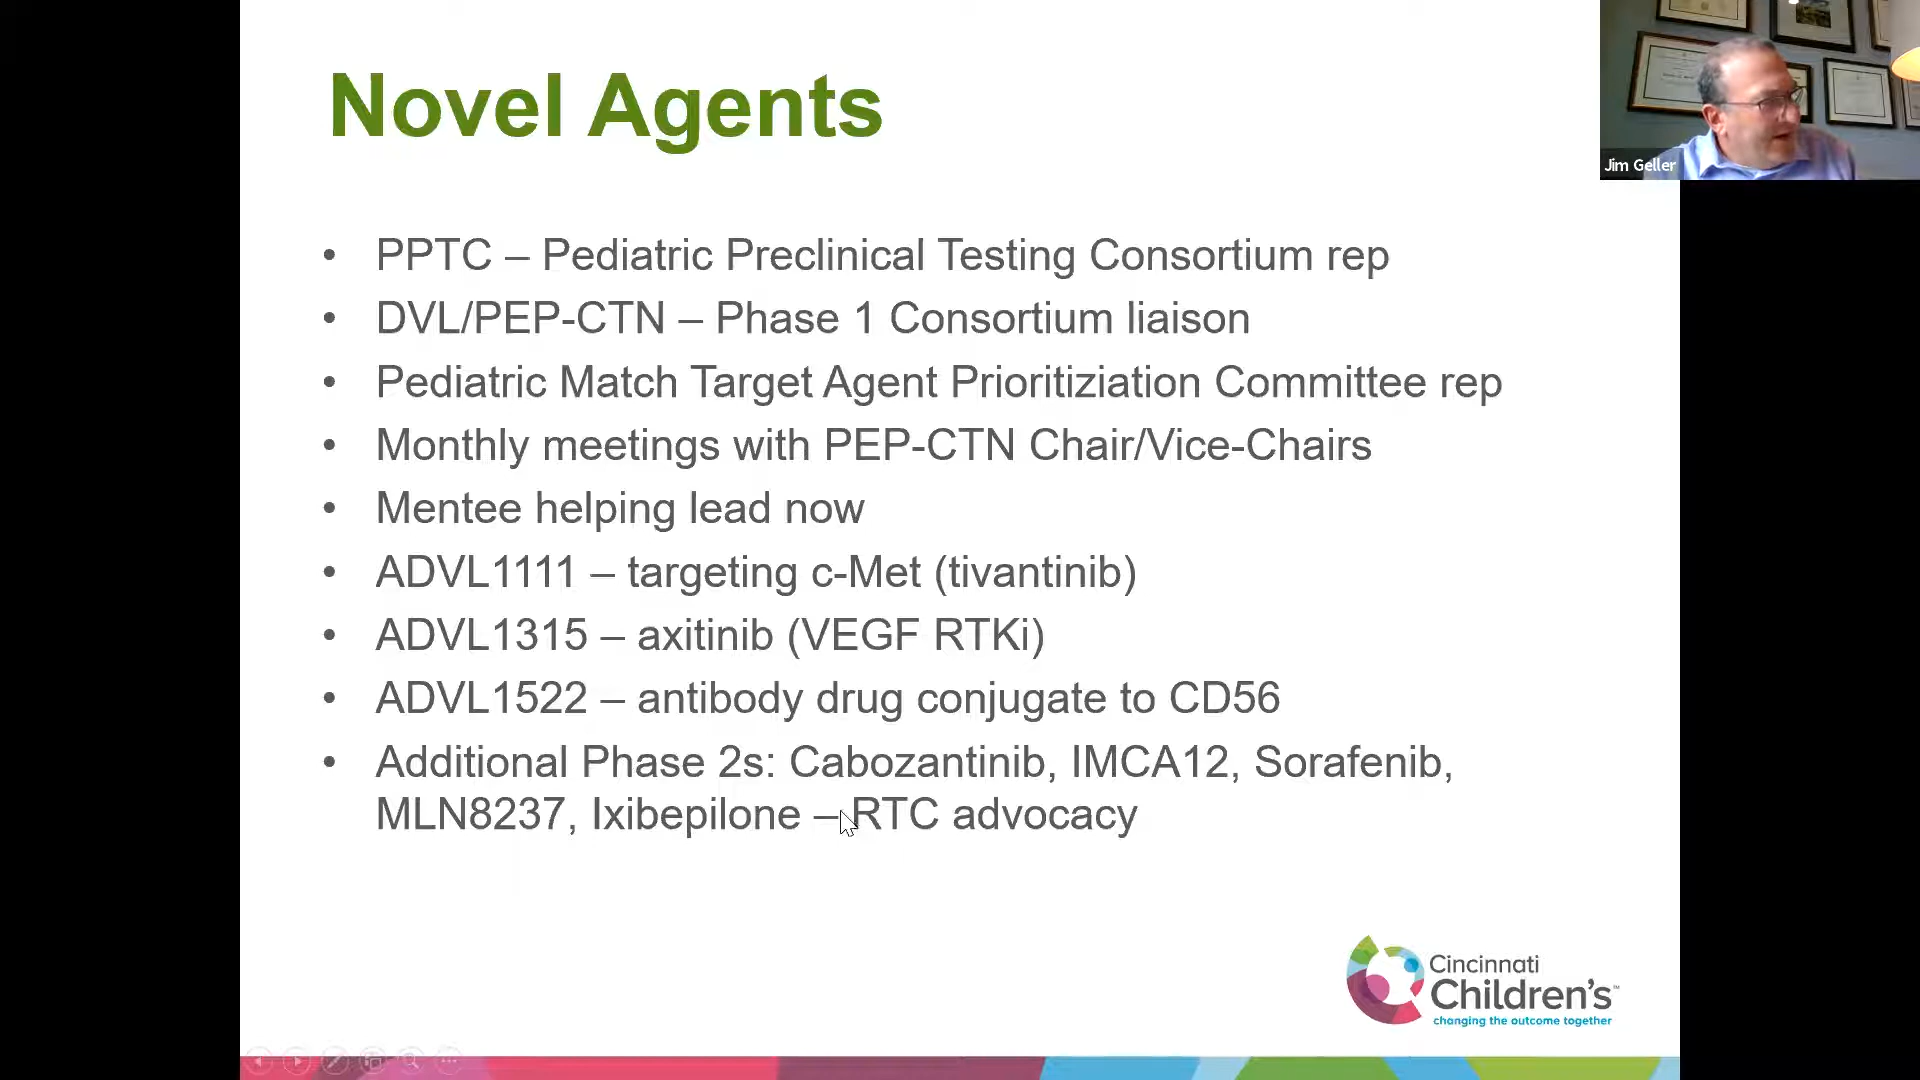 Novel Agents
Jim Geller
• PPTC – Pediatric Preclinical Testing Consortium rep
• DVL/PEP-CTN – Phase 1 Consortium liaison
• Pediatric Match Target Agent Prioritiziation Committee rep
• Monthly meetings with PEP-CTN Chair/Vice-Chairs
• Mentee helping lead now
• ADVL1111 – targeting c-Met (tivantinib)
• ADVL1315 – axitinib (VEGF RTKi)
• ADVL1522 – antibody drug conjugate to CD56
• Additional Phase 2s: Cabozantinib, IMCA12, Sorafenib,
MLN8237, Ixibepilone – RTC advocacy
Cincinnati
Children's™
changing the outcome together